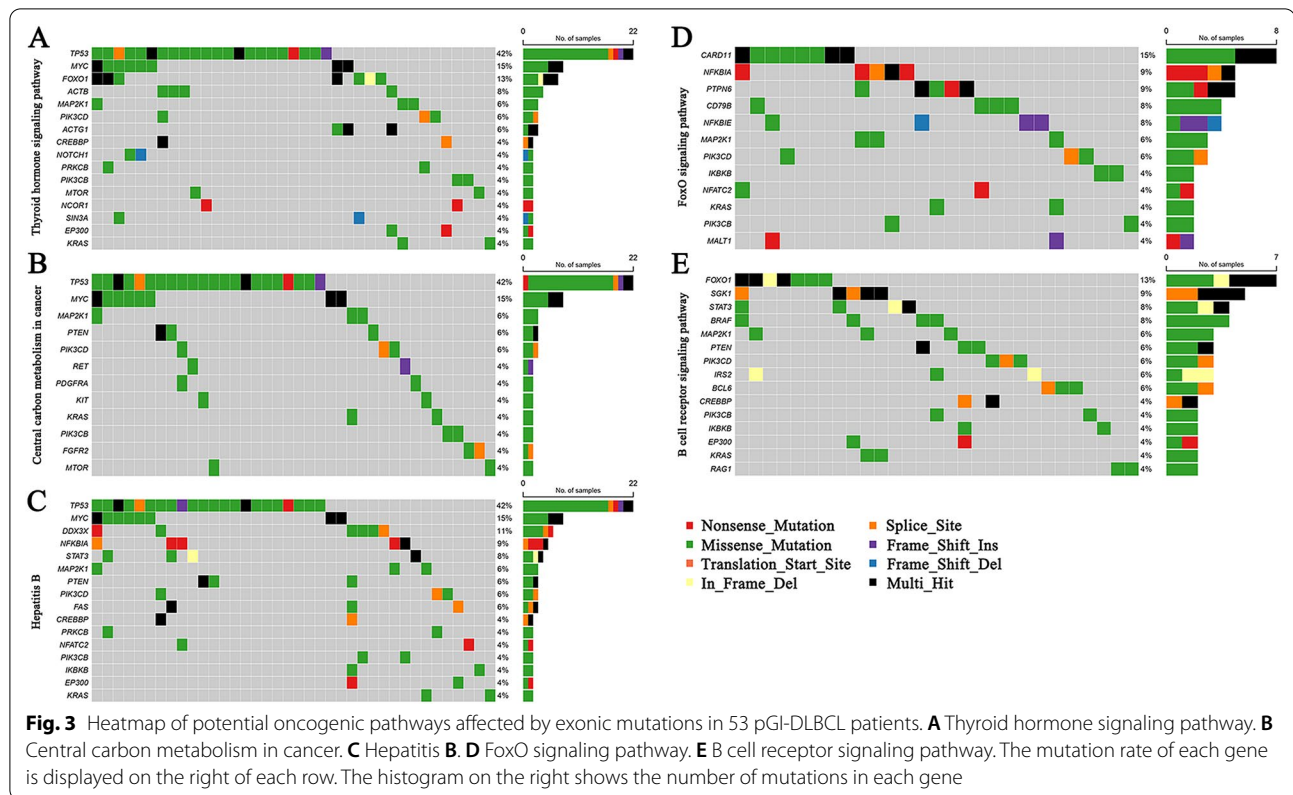 A
Thyroid hormone signaling pathway
No. of samples
0 22
TP53 42%
MYC 15%
FOXO1 13%
ACTB 8%
MAP2K1 6%
PIK3CD 6%
ACTG1 6%
CREBBP 4%
NOTCH1 4%
PRKCB 4%
PIK3CB 4%
MTOR 4%
NCOR1 4%
SIN3A 4%
EP300 4%
KRAS 4%
B
Central carbon metabolism in cancer
No. of samples
0 22
TP53 42%
MYC 15%
MAP2K1 6%
PTEN 6%
PIK3CD 6%
RET 4%
PDGFRA 4%
KIT 4%
KRAS 4%
PIK3CB 4%
FGFR2 4%
MTOR 4%
C
Hepatitis B
No. of samples
0 22
TP53 42%
MYC 15%
DDX3X 11%
NFKBIA 9%
STAT3 8%
MAP2K1 6%
PTEN 6%
PIK3CD 6%
FAS 6%
CREBBP 4%
PRKCB 4%
NFATC2 4%
PIK3CB 4%
IKBKB 4%
EP300 4%
KRAS 4%
D
FoxO signaling pathway
No. of samples
0 8
CARD11 15%
NFKBIA 9%
PTPN6 9%
CD79B 8%
NFKBIE 8%
MAP2K1 6%
PIK3CD 6%
IKBKB 4%
NFATC2 4%
KRAS 4%
PIK3CB 4%
MALT1 4%
E
B cell receptor signaling pathway
No. of samples
0 7
FOXO1 13%
SGK1 9%
STAT3 8%
BRAF 8%
MAP2K1 6%
PTEN 6%
PIK3CD 6%
IRS2 6%
BCL6 6%
CREBBP 4%
PIK3CB 4%
IKBKB 4%
EP300 4%
KRAS 4%
RAG1 4%
Nonsense_Mutation
Missense_Mutation
Translation_Start_Site
In_Frame_Del
Splice_Site
Frame_Shift_Ins
Frame_Shift_Del
Multi_Hit
Fig. 3 Heatmap of potential oncogenic pathways affected by exonic mutations in 53 pGI-DLBCL patients. A Thyroid hormone signaling pathway. B
Central carbon metabolism in cancer. C Hepatitis B. D FoxO signaling pathway. E B cell receptor signaling pathway. The mutation rate of each gene
is displayed on the right of each row. The histogram on the right shows the number of mutations in each gene